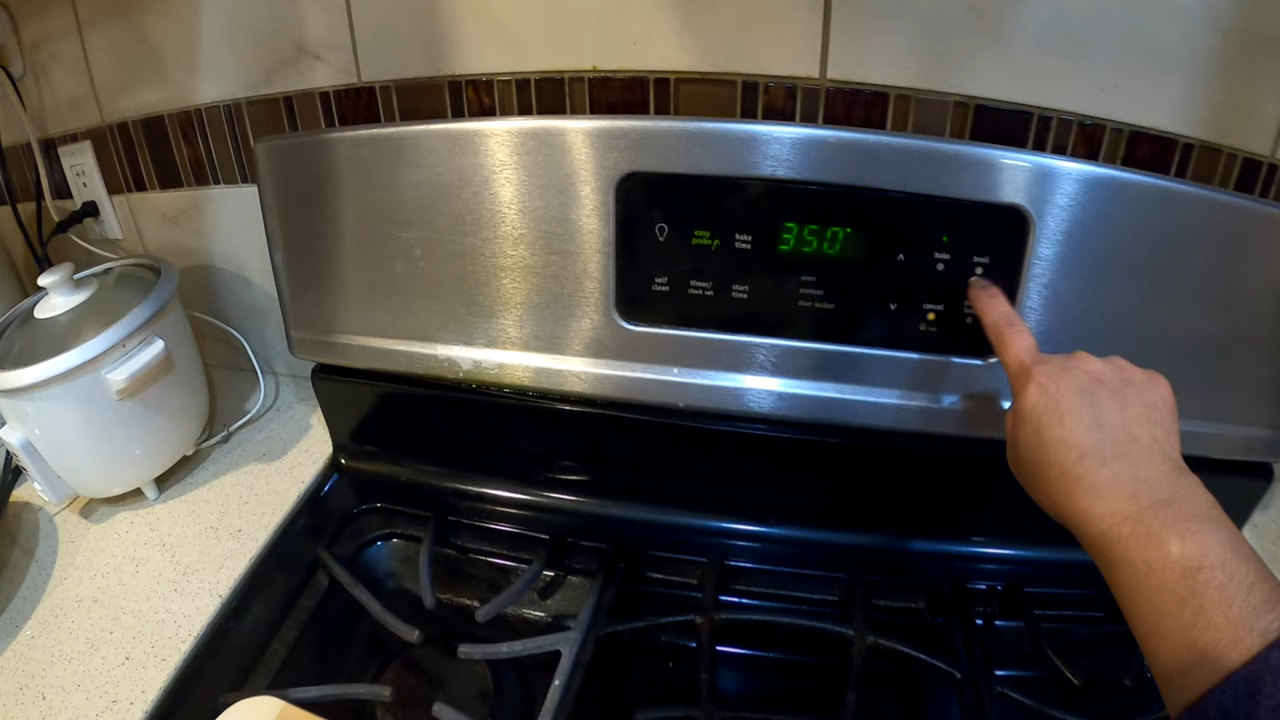 easy
probe
bake
time
350°
bake
broil
self
clean
timer/
clock set
start
time
oven
preheat
door locked
cancel